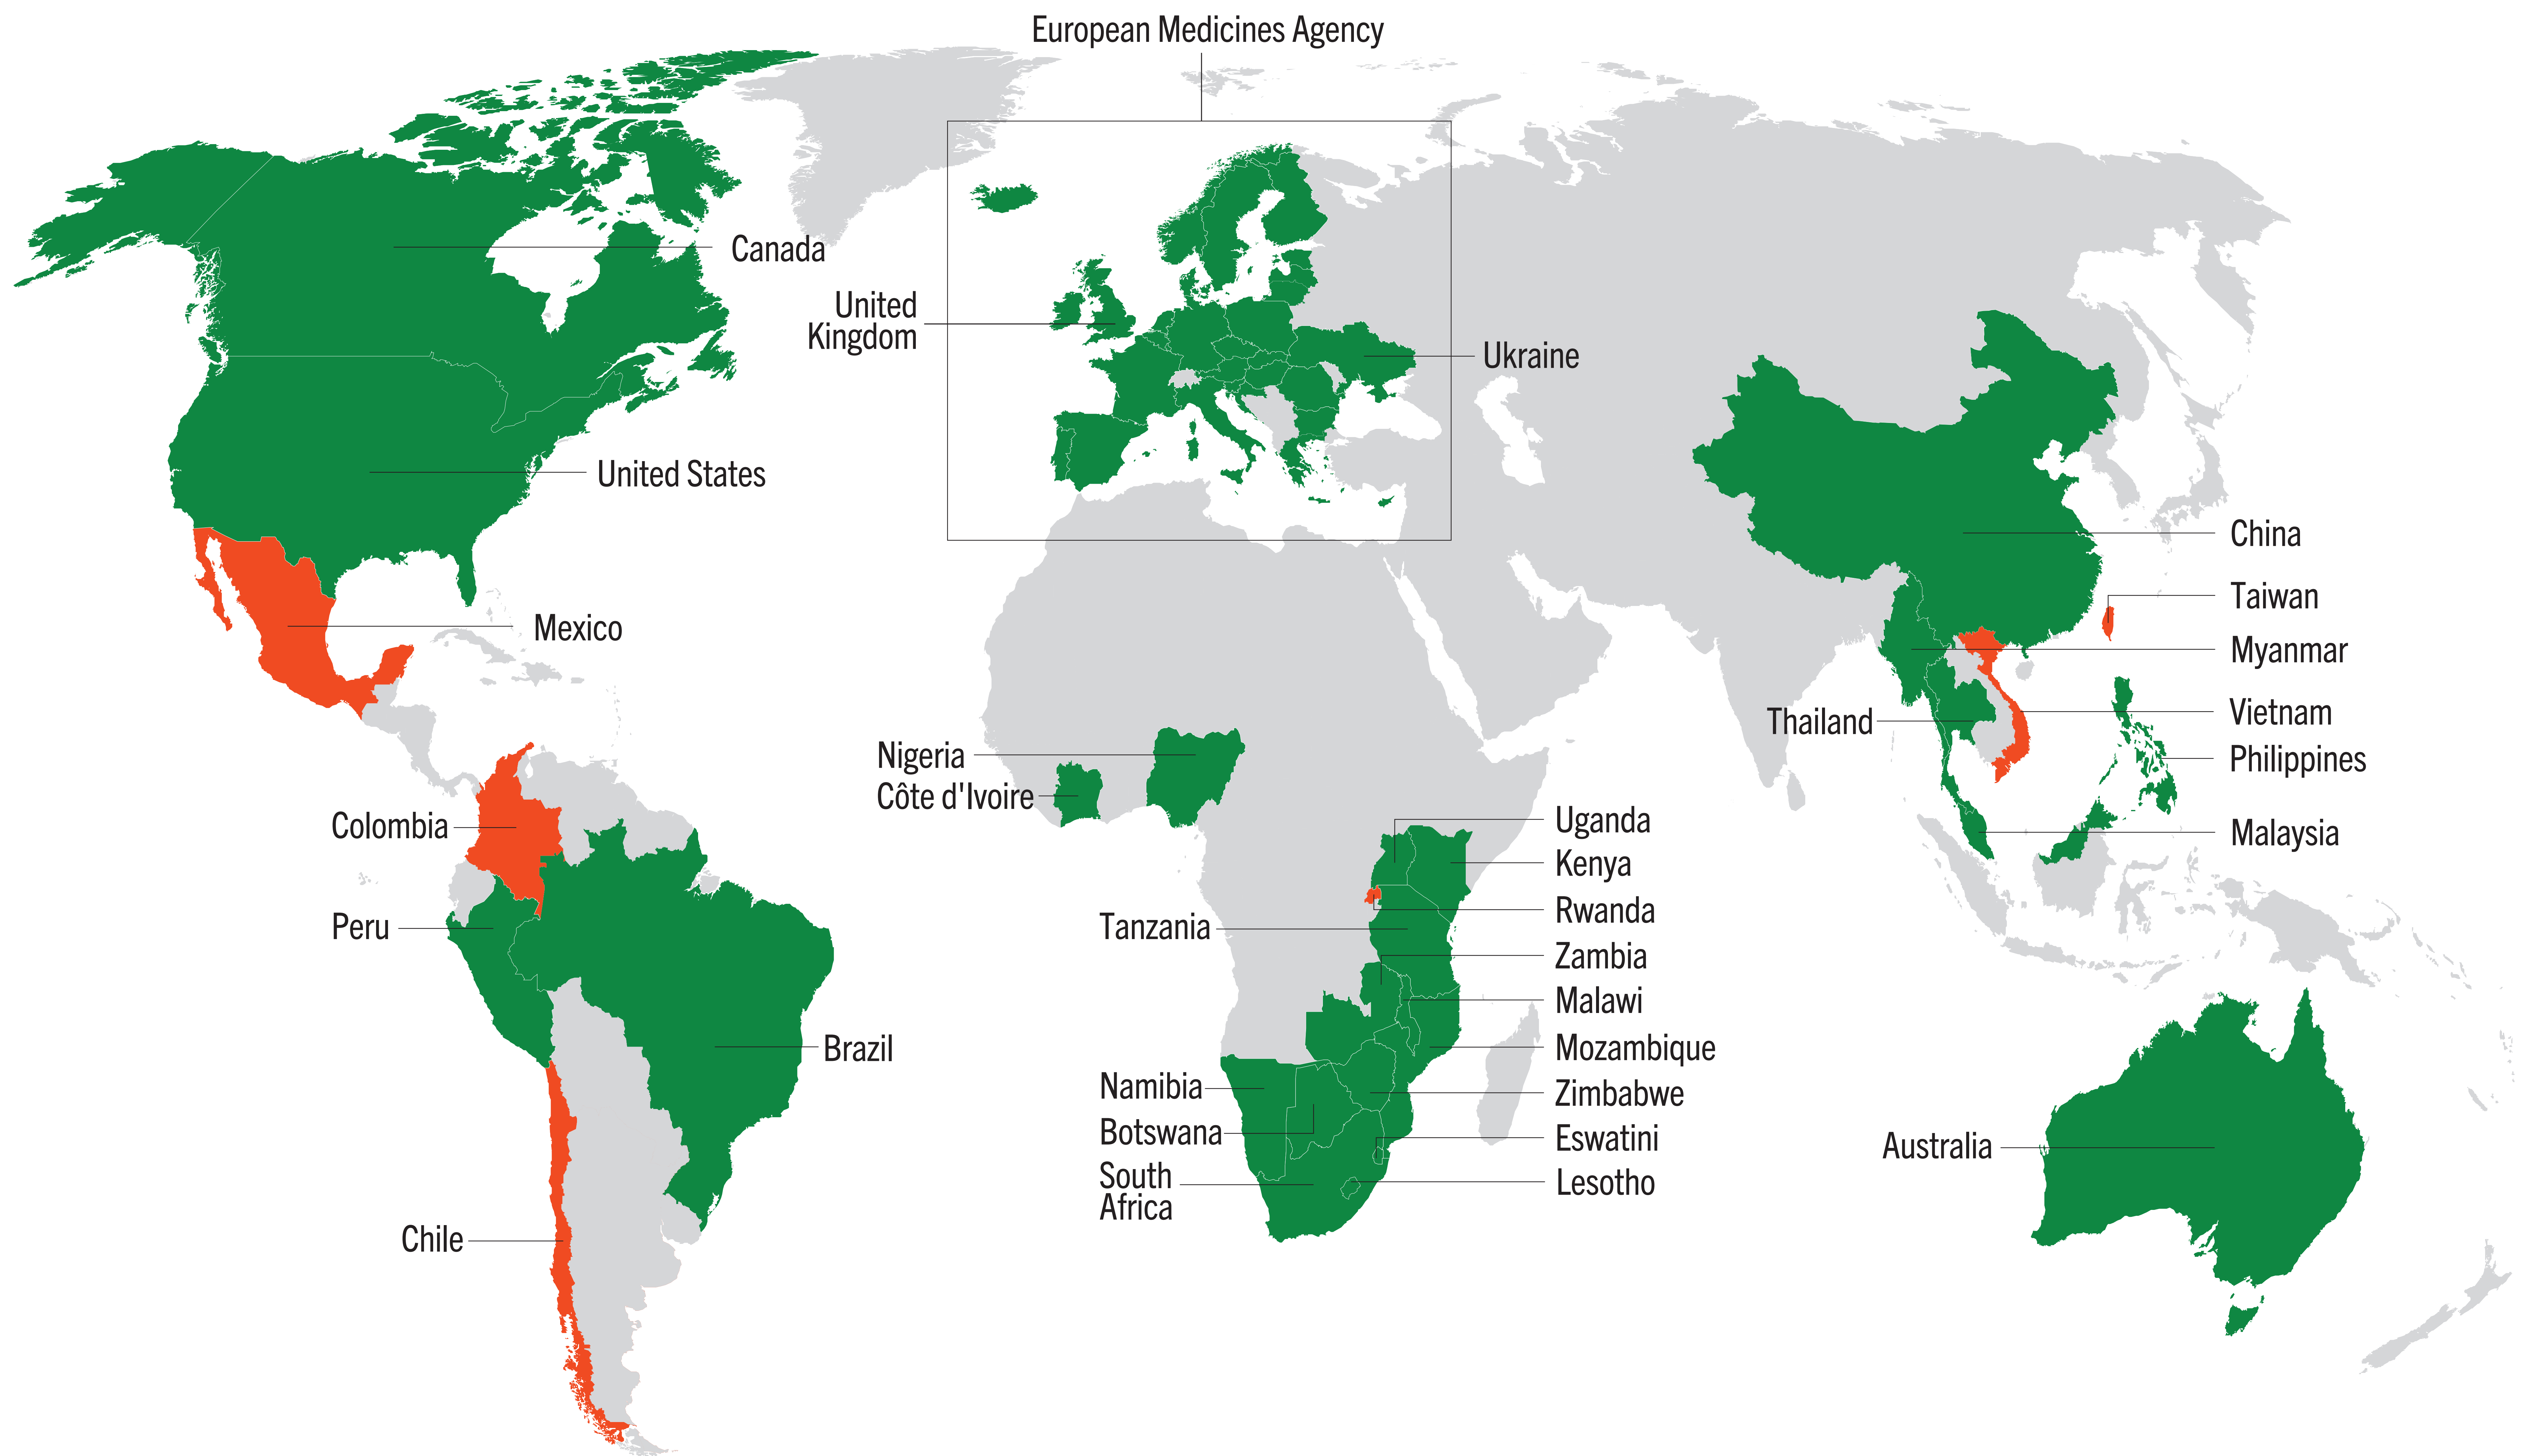 European Medicines Agency
Canada
United
Kingdom
Ukraine
United States
China
Taiwan
Mexico
Myanmar
Vietnam
Thailand
Nigeria
Philippines
Côte d'Ivoire
Uganda
Colombia
Malaysia
Kenya
Rwanda
Peru
Tanzania
Zambia
Malawi
Brazil
Mozambique
Namibia
Zimbabwe
Botswana
Eswatini
Australia
South
Africa
Lesotho
Chile